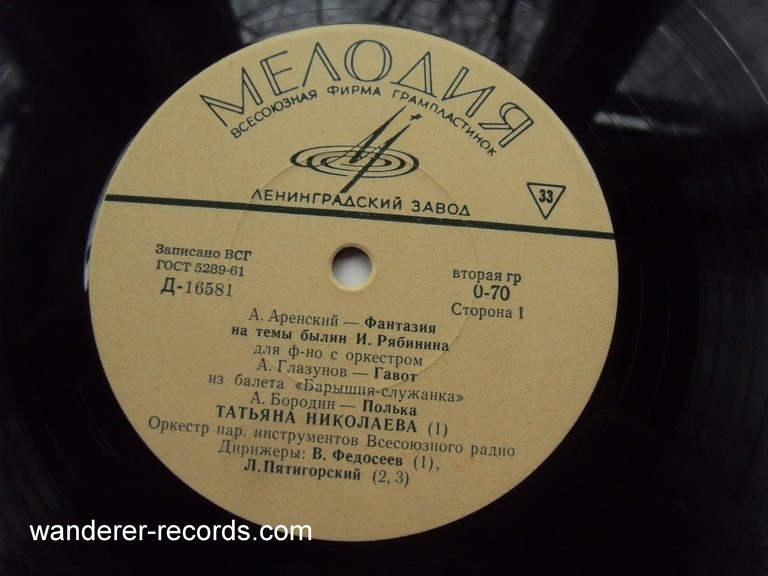 МЕЛОДИЯ
ВСЕСОЮЗНАЯ ФИРМА ГРАМПЛАСТИНОК
ЛЕНИНГРАДСКИЙ ЗАВОД
33
Записано ВСГ
ГОСТ 5289-61
Д-16581
вторая гр
0-70
Сторона 1
А. Аренский — Фантазия
на темы былин И. Рябинина
для ф-но с оркестром
А. Глазунов — Гавот
из балета «Барышня-служанка»
А. Бородин — Полька
ТАТЬЯНА НИКОЛАЕВА (1)
Оркестр нар. инструментов Всесоюзного радио
Дирижеры: В. Федосеев (1),
Л. Пятигорский (2, 3)
wanderer-records.com